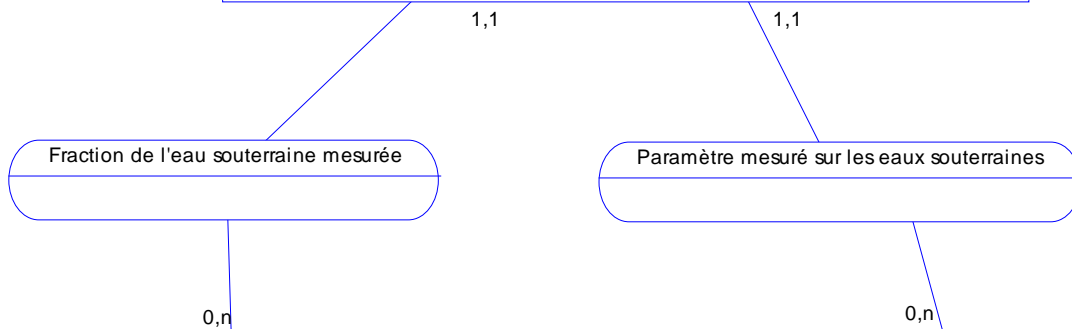 1,1
1,1
Fraction de l'eau souterraine mesurée
Paramètre mesuré sur les eaux souterraines
0,n
0,n